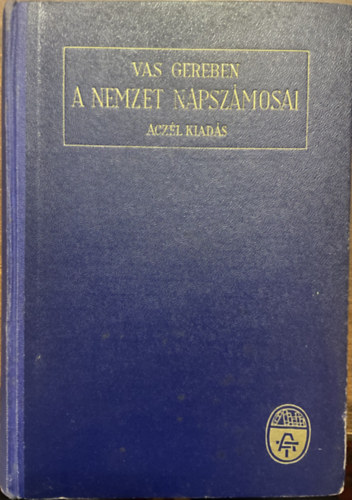 VAS GEREBEN
A NEMZET NAPSZÁMOSAI
ACZÉL KIADÁS